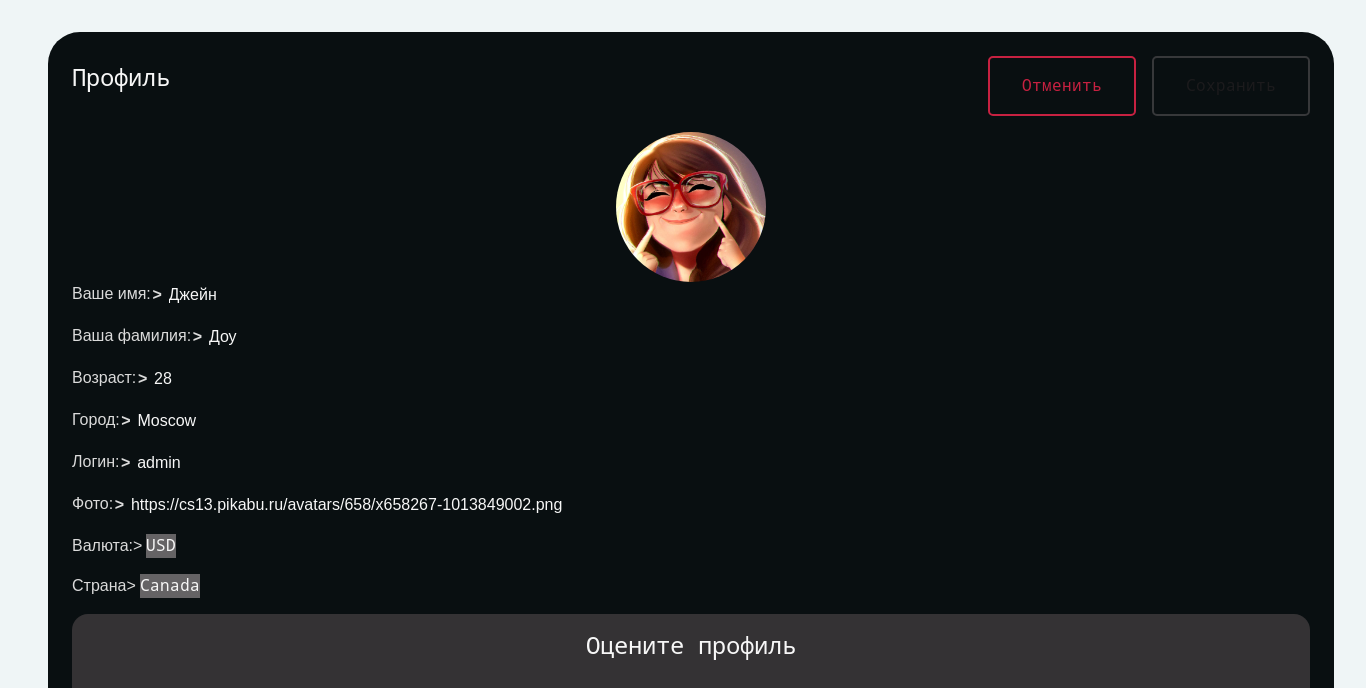 Профиль
Отменить
Сохранить
Ваше имя:> Джейн
Ваша фамилия:> Доу
Возраст:> 28
Город:> Moscow
Логин:> admin
Фото:> https://cs13.pikabu.ru/avatars/658/x658267-1013849002.png
Валюта:> USD
Страна> Canada
Оцените профиль